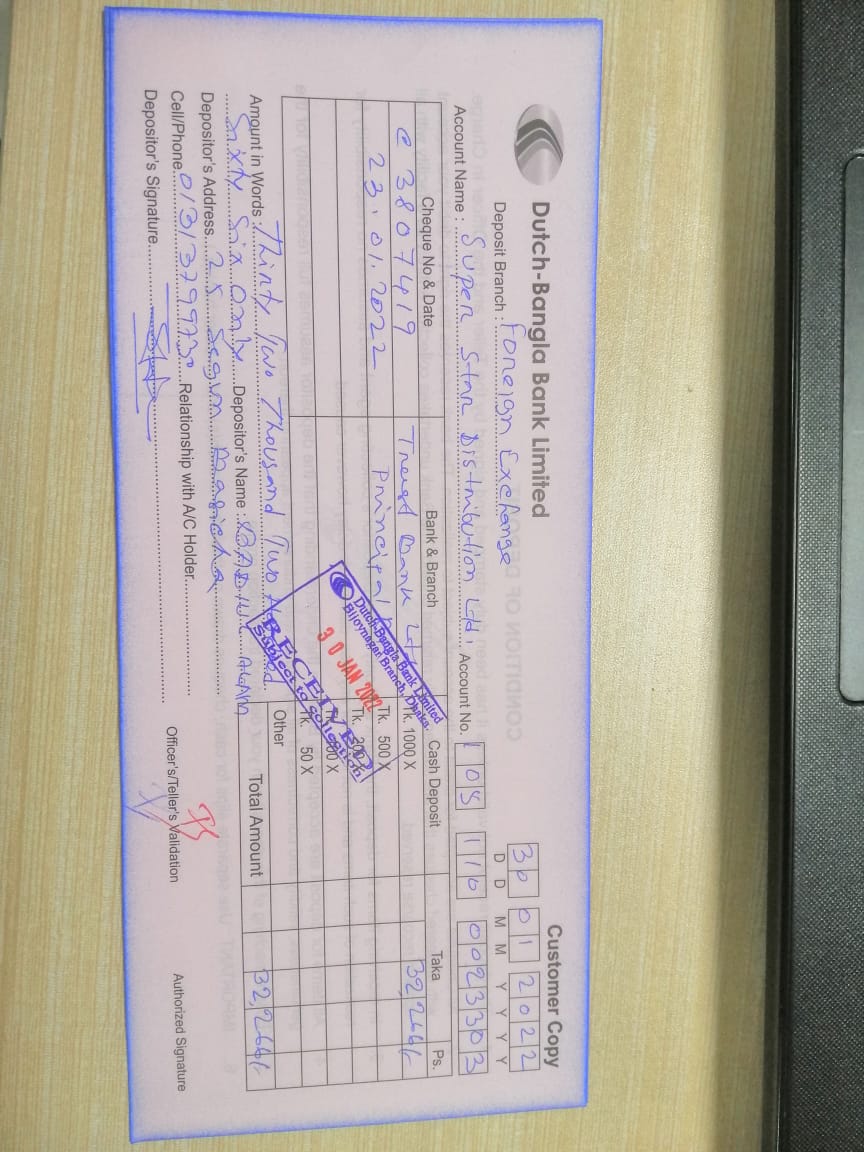 Dutch-Bangla Bank Limited
Customer Copy
Deposit Branch : Foreign Exchange
30 01 2022
D D M M Y Y Y Y
Account Name : Super Star Distribution Ltd. Account No. 105 110 0023303
Cheque No & Date Bank & Branch Cash Deposit Taka Ps.
C 3807419 Trust Bank Ltd. Tk. 1000 X 32,266/-
23.01.2022 Principal Tk. 500 X
Tk. 200 X
Tk. 100 X
Tk. 50 X
Other
Dutch-Bangla Bank Limited
Bijoynagar Branch, Dhaka.
30 JAN 2022
RECEIVED
Subject to collection
Amount in Words : Thirty Two Thousand Two Hundred Total Amount 32,266/-
Sixty Six Only Depositor's Name : Alam
Depositor's Address 25 Segun Bagicha
Cell/Phone 01313799730 Relationship with A/C Holder
Depositor's Signature
Officer's/Teller's Validation
Authorized Signature